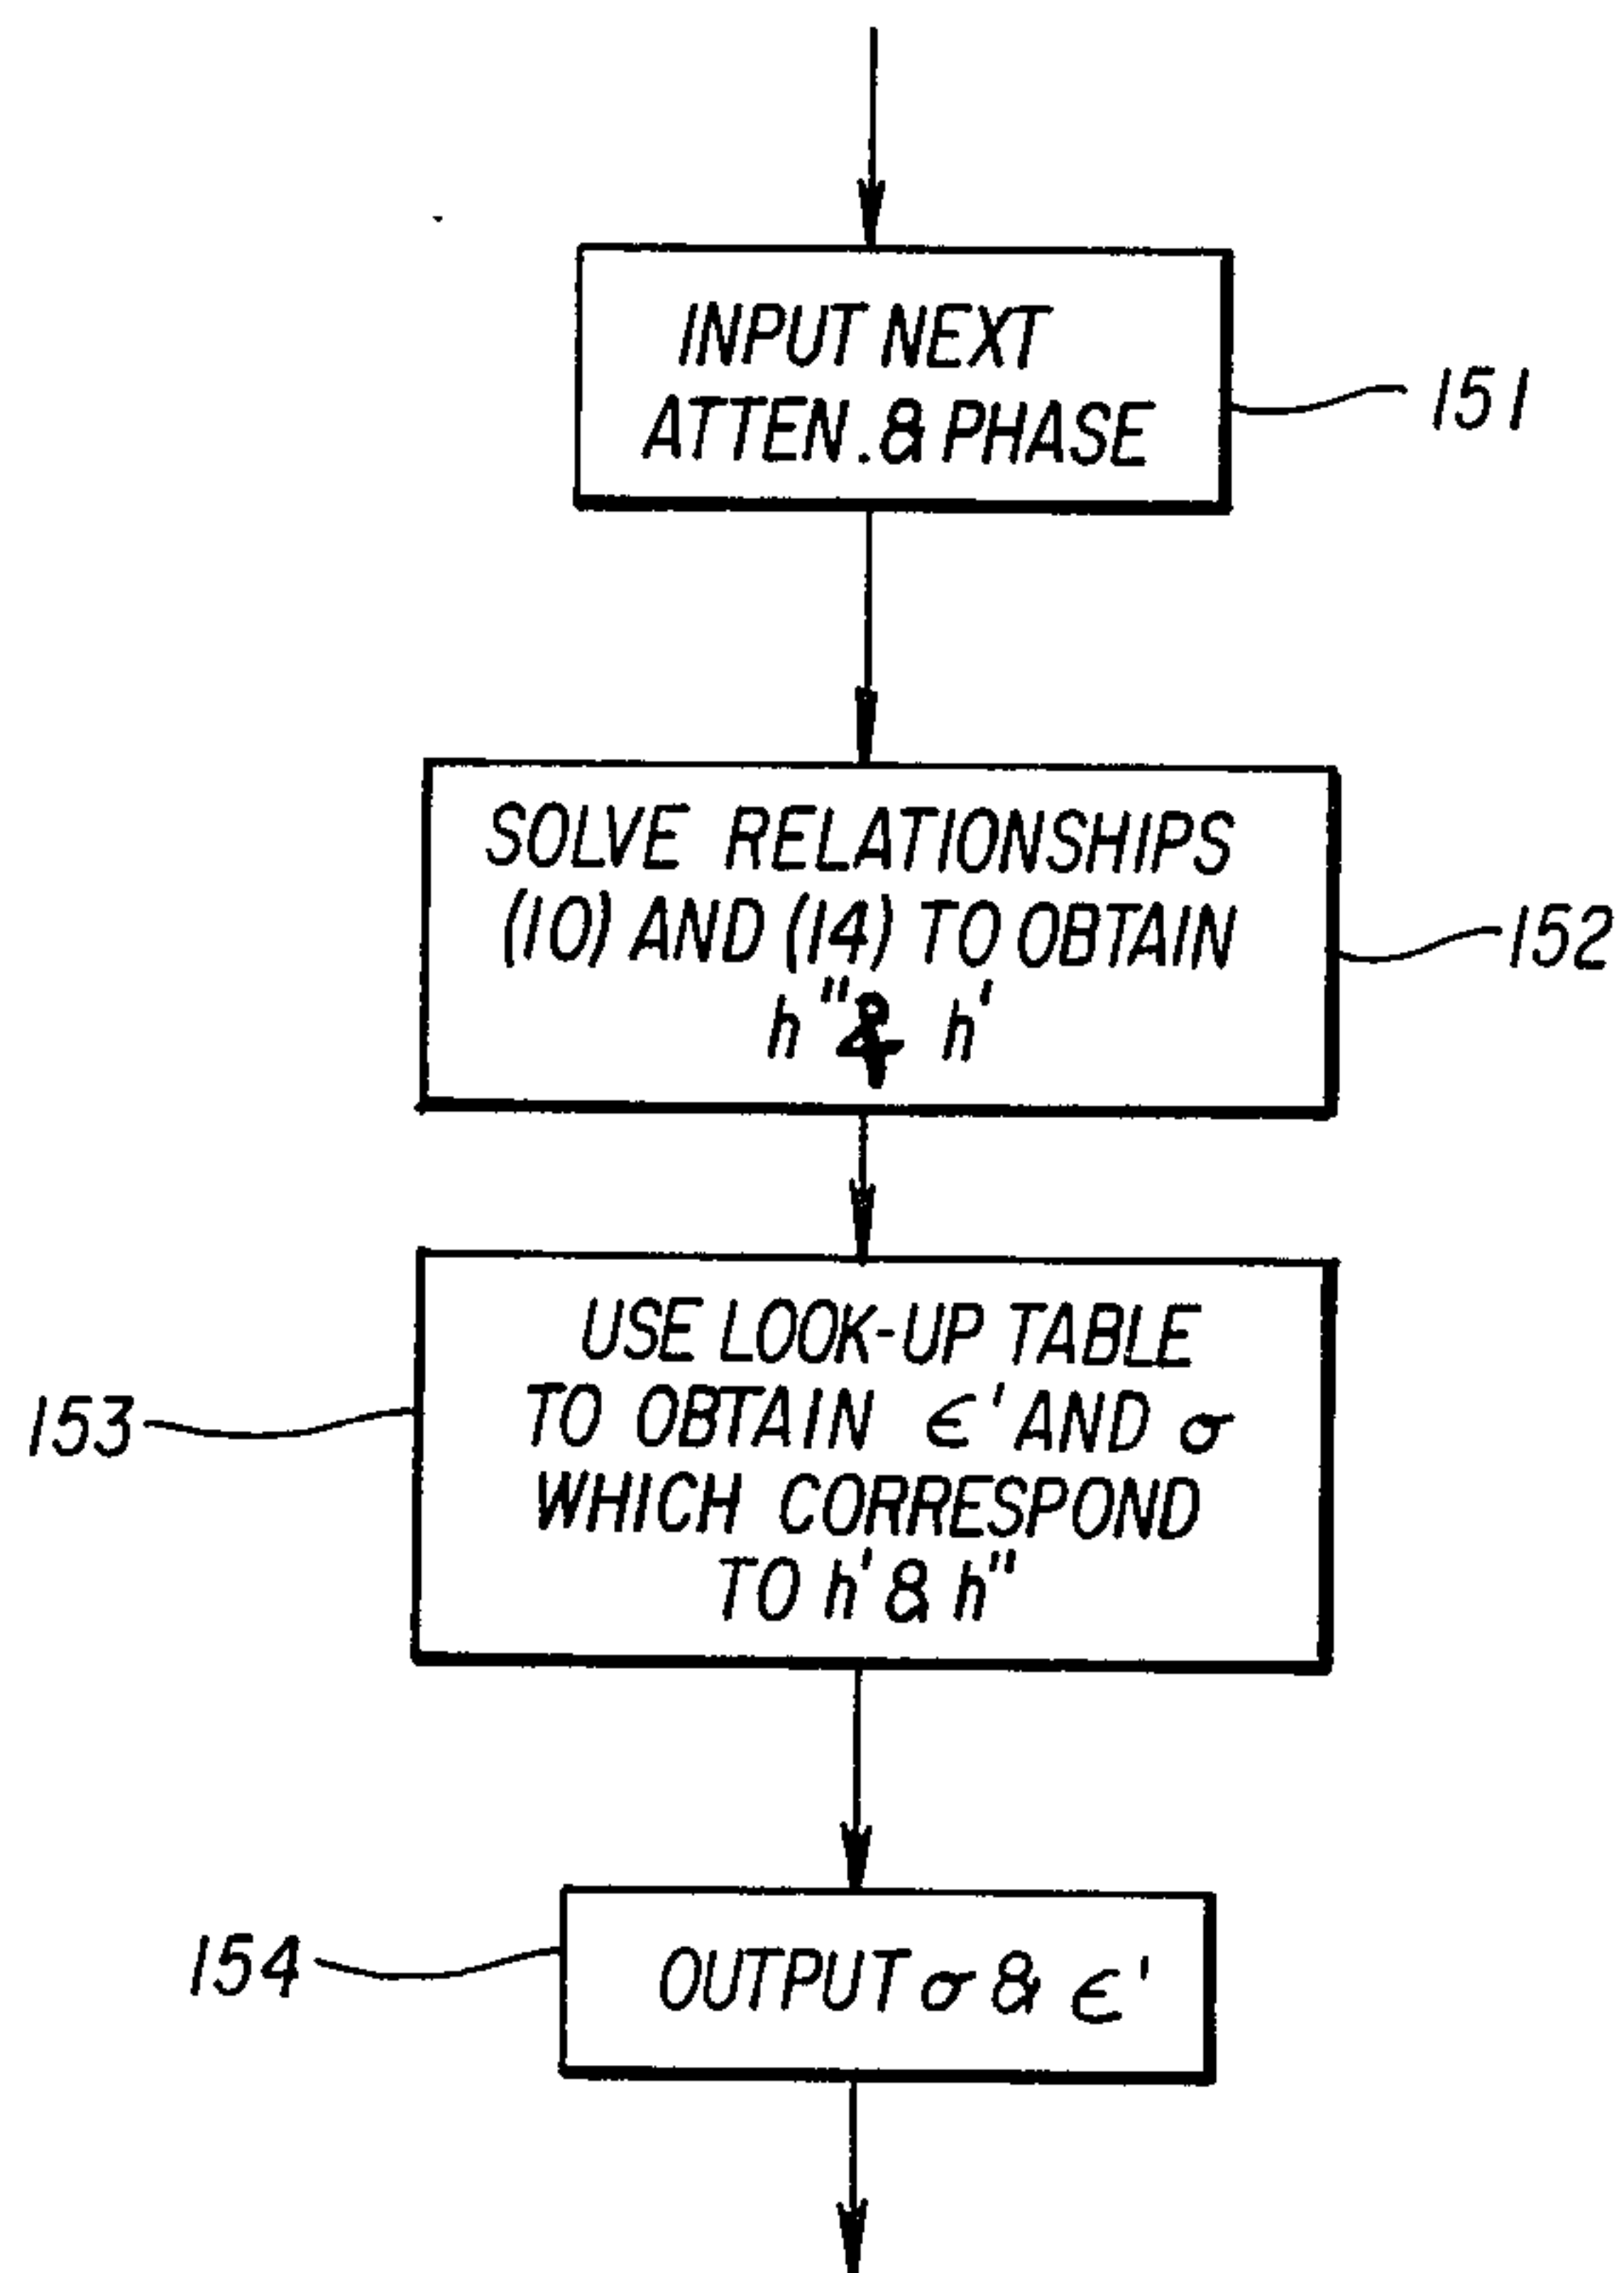 INPUT NEXT
ATTEN. & PHASE
151
SOLVE RELATIONSHIPS
(10) AND (14) TO OBTAIN
h" & h'
152
USE LOOK-UP TABLE
TO OBTAIN ϵ' AND σ
WHICH CORRESPOND
TO h' & h"
153
OUTPUT σ & ϵ'
154